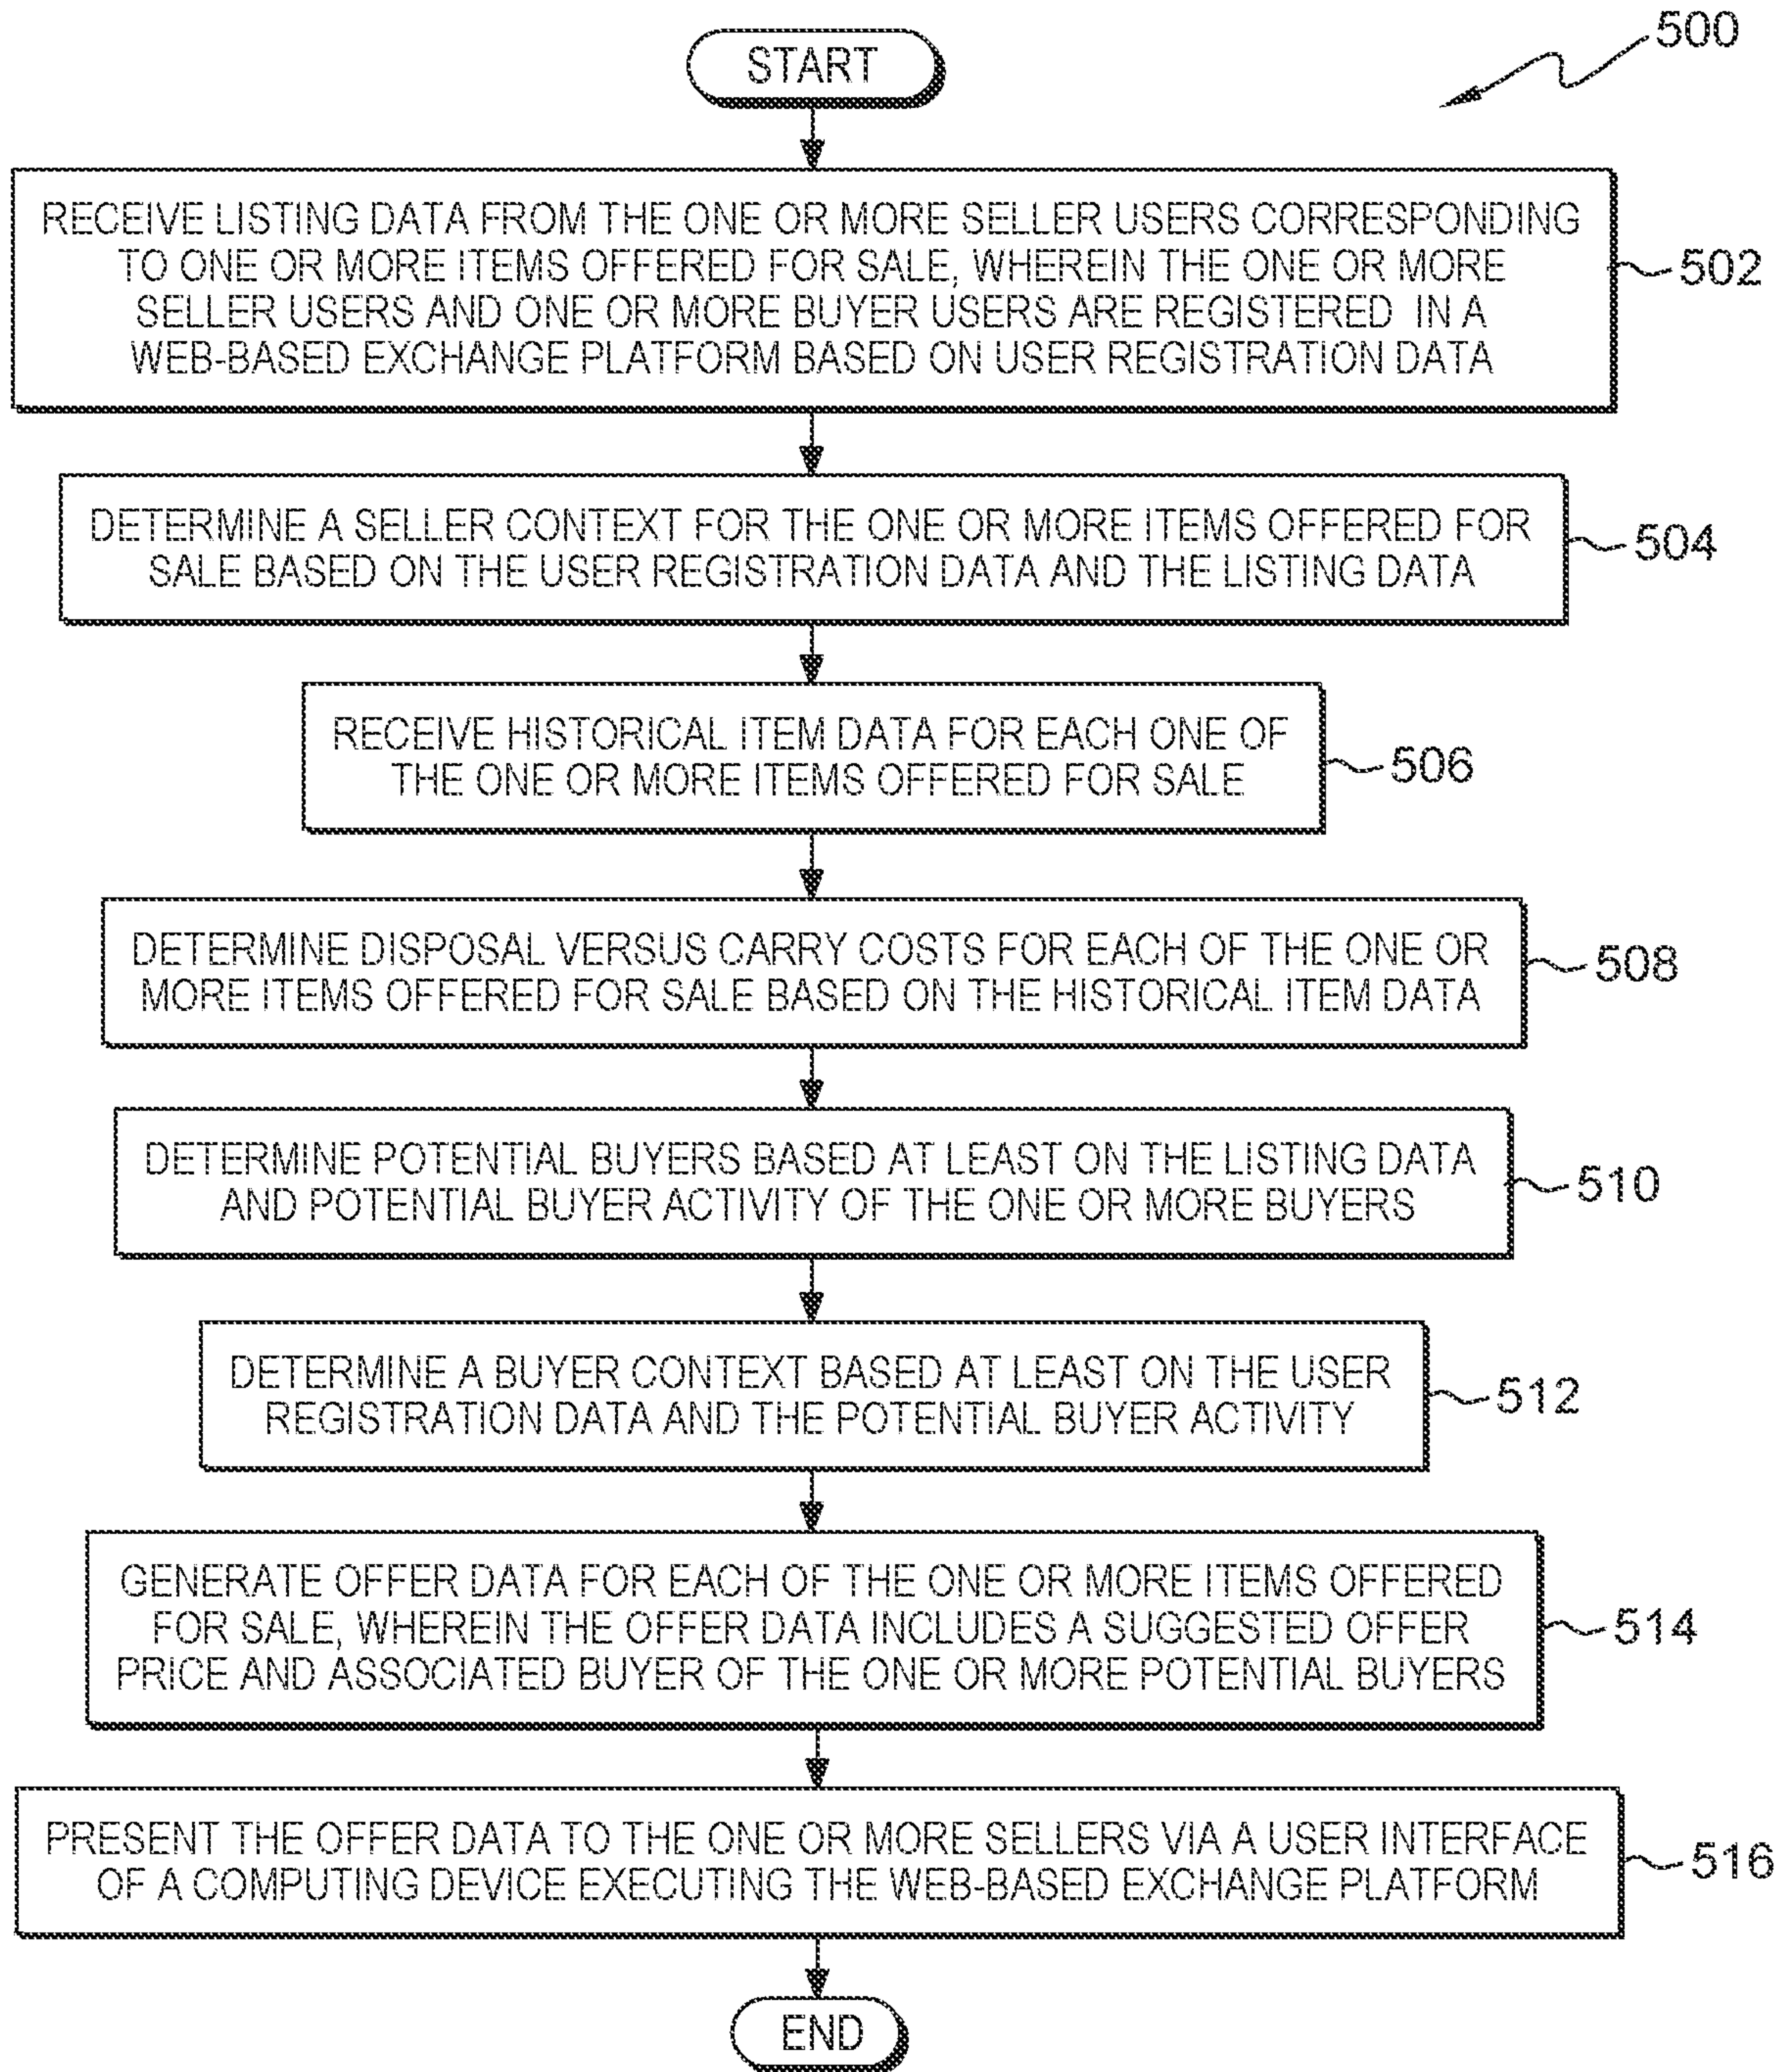 500
START
RECEIVE LISTING DATA FROM THE ONE OR MORE SELLER USERS CORRESPONDING
TO ONE OR MORE ITEMS OFFERED FOR SALE, WHEREIN THE ONE OR MORE
SELLER USERS AND ONE OR MORE BUYER USERS ARE REGISTERED IN A
WEB-BASED EXCHANGE PLATFORM BASED ON USER REGISTRATION DATA
502
DETERMINE A SELLER CONTEXT FOR THE ONE OR MORE ITEMS OFFERED FOR
SALE BASED ON THE USER REGISTRATION DATA AND THE LISTING DATA
504
RECEIVE HISTORICAL ITEM DATA FOR EACH ONE OF
THE ONE OR MORE ITEMS OFFERED FOR SALE
506
DETERMINE DISPOSAL VERSUS CARRY COSTS FOR EACH OF THE ONE OR
MORE ITEMS OFFERED FOR SALE BASED ON THE HISTORICAL ITEM DATA
508
DETERMINE POTENTIAL BUYERS BASED AT LEAST ON THE LISTING DATA
AND POTENTIAL BUYER ACTIVITY OF THE ONE OR MORE BUYERS
510
DETERMINE A BUYER CONTEXT BASED AT LEAST ON THE USER
REGISTRATION DATA AND THE POTENTIAL BUYER ACTIVITY
512
GENERATE OFFER DATA FOR EACH OF THE ONE OR MORE ITEMS OFFERED
FOR SALE, WHEREIN THE OFFER DATA INCLUDES A SUGGESTED OFFER
PRICE AND ASSOCIATED BUYER OF THE ONE OR MORE POTENTIAL BUYERS
514
PRESENT THE OFFER DATA TO THE ONE OR MORE SELLERS VIA A USER INTERFACE
OF A COMPUTING DEVICE EXECUTING THE WEB-BASED EXCHANGE PLATFORM
516
END